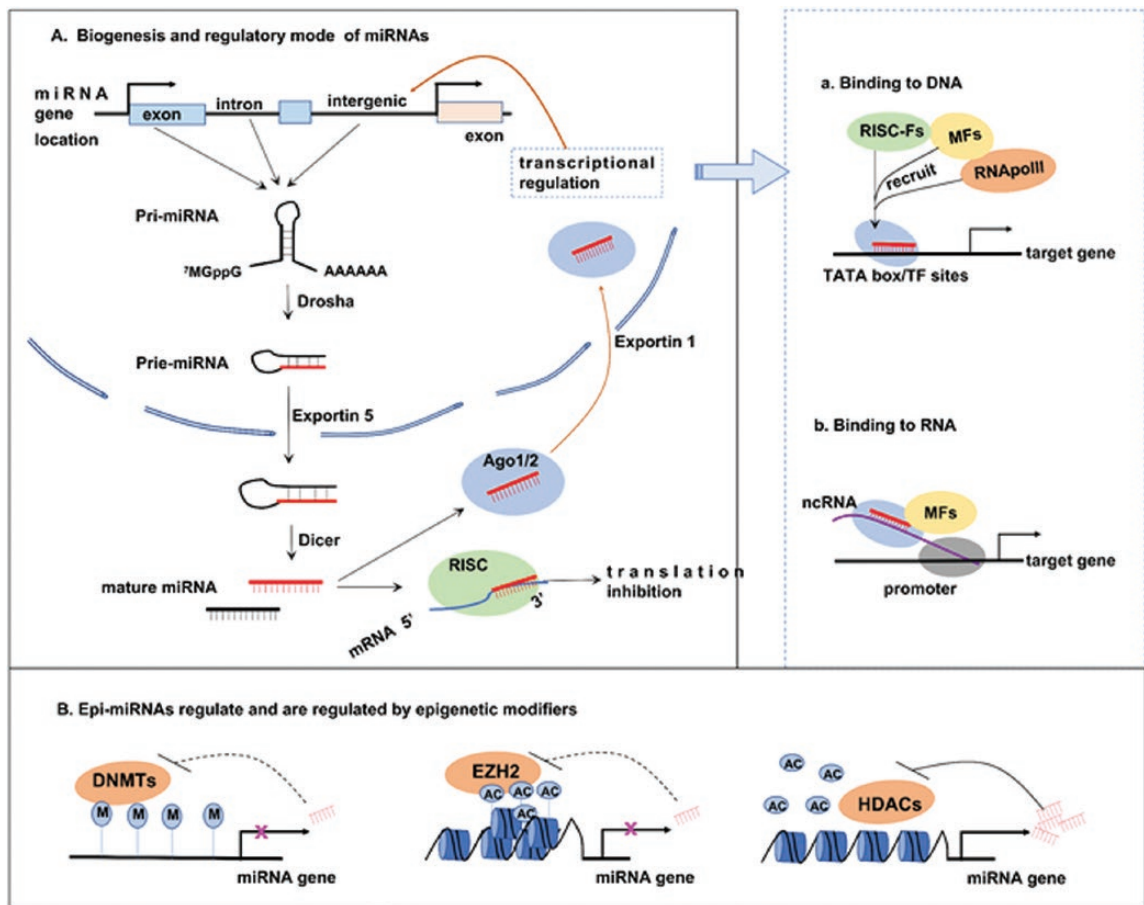 A. Biogenesis and regulatory mode of miRNAs
miRNA
gene
location
exon
intron
intergenic
exon
transcriptional
regulation
Pri-miRNA
⁷MGppG
AAAAAA
Drosha
Prie-miRNA
Exportin 1
Exportin 5
Ago1/2
Dicer
mature miRNA
RISC
mRNA 5'
3'
translation
inhibition
a. Binding to DNA
RISC-Fs
MFs
RNApolII
recruit
target gene
TATA box/TF sites
b. Binding to RNA
ncRNA
MFs
target gene
promoter
B. Epi-miRNAs regulate and are regulated by epigenetic modifiers
DNMTs
M
M
M
M
X
miRNA gene
EZH2
AC
AC
AC
AC
X
miRNA gene
AC
AC
AC
AC
HDACs
miRNA gene